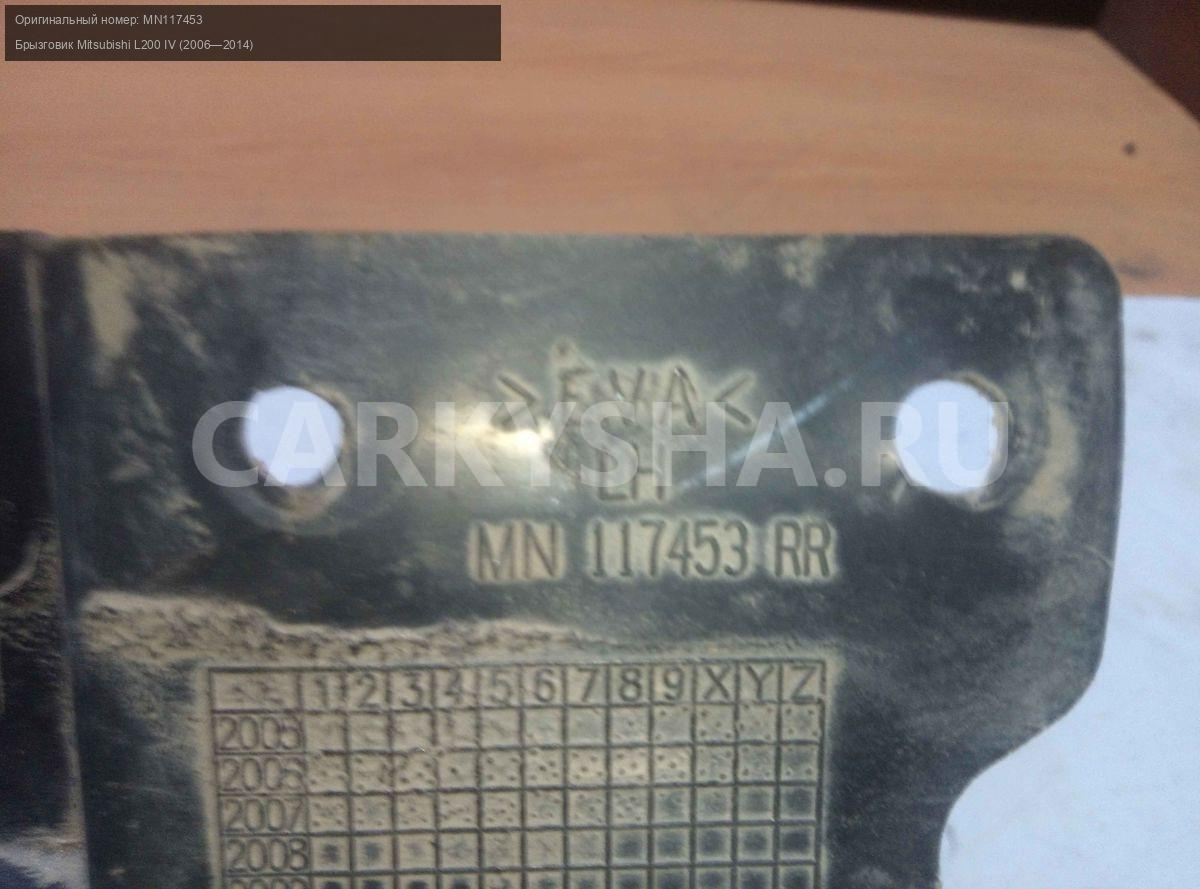 Оригинальный номер: MN117453
Брызговик Mitsubishi L200 IV (2006—2014)
>EVA<
CARKYSHA.RU
LH
MN 117453 RR
1 2 3 4 5 6 7 8 9 X Y Z
2005
2006
2007
2008